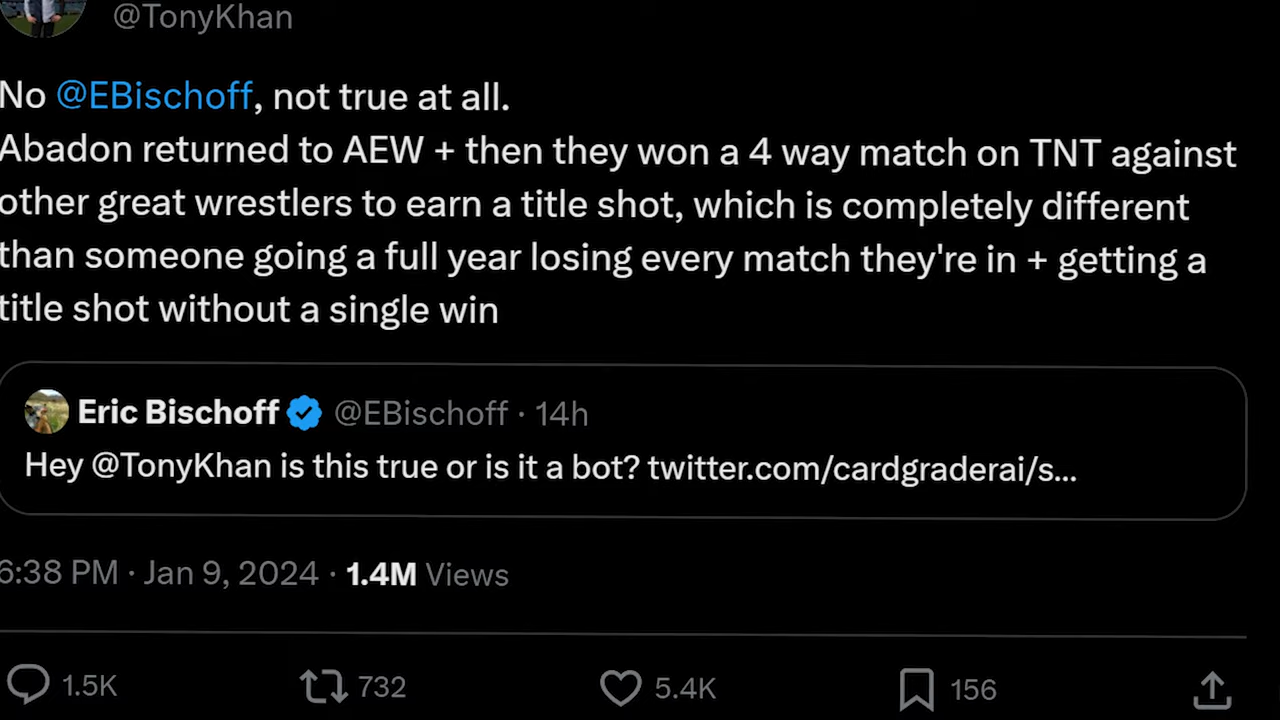 @TonyKhan
No @EBischoff, not true at all.
Abadon returned to AEW + then they won a 4 way match on TNT against
other great wrestlers to earn a title shot, which is completely different
than someone going a full year losing every match they're in + getting a
title shot without a single win
Eric Bischoff @EBischoff · 14h
Hey @TonyKhan is this true or is it a bot? twitter.com/cardgraderai/s...
6:38 PM · Jan 9, 2024 · 1.4M Views
1.5K 732 5.4K 156